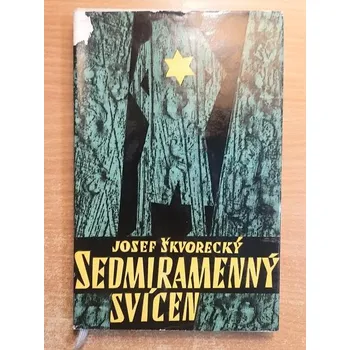 JOSEF ŠKVORECKÝ
SEDMIRAMENNÝ
SVÍCEN